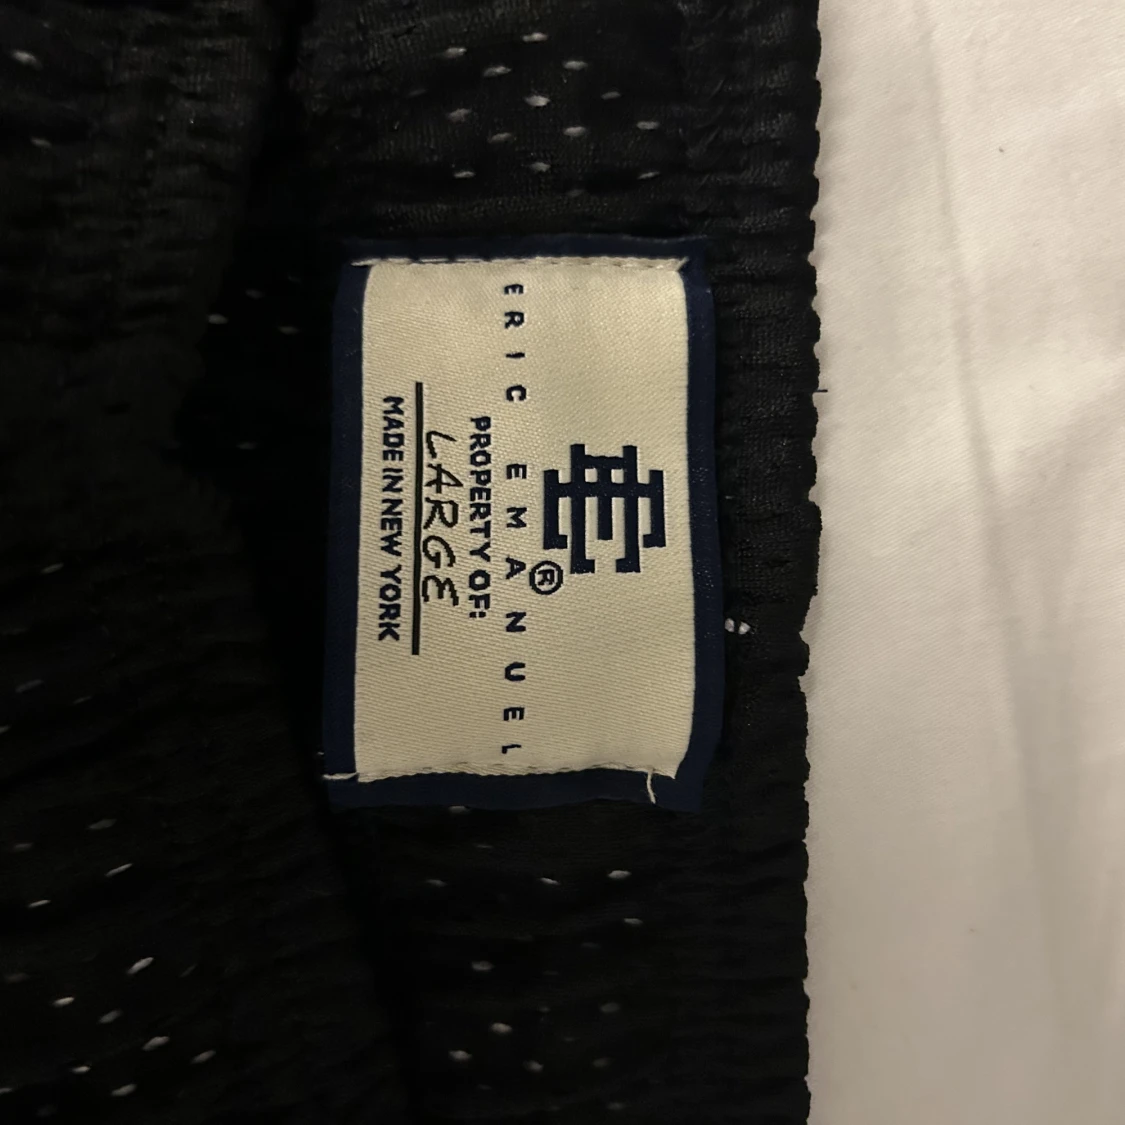 EE
®
ERIC EMANUEL
PROPERTY OF:
LARGE
MADE IN NEW YORK